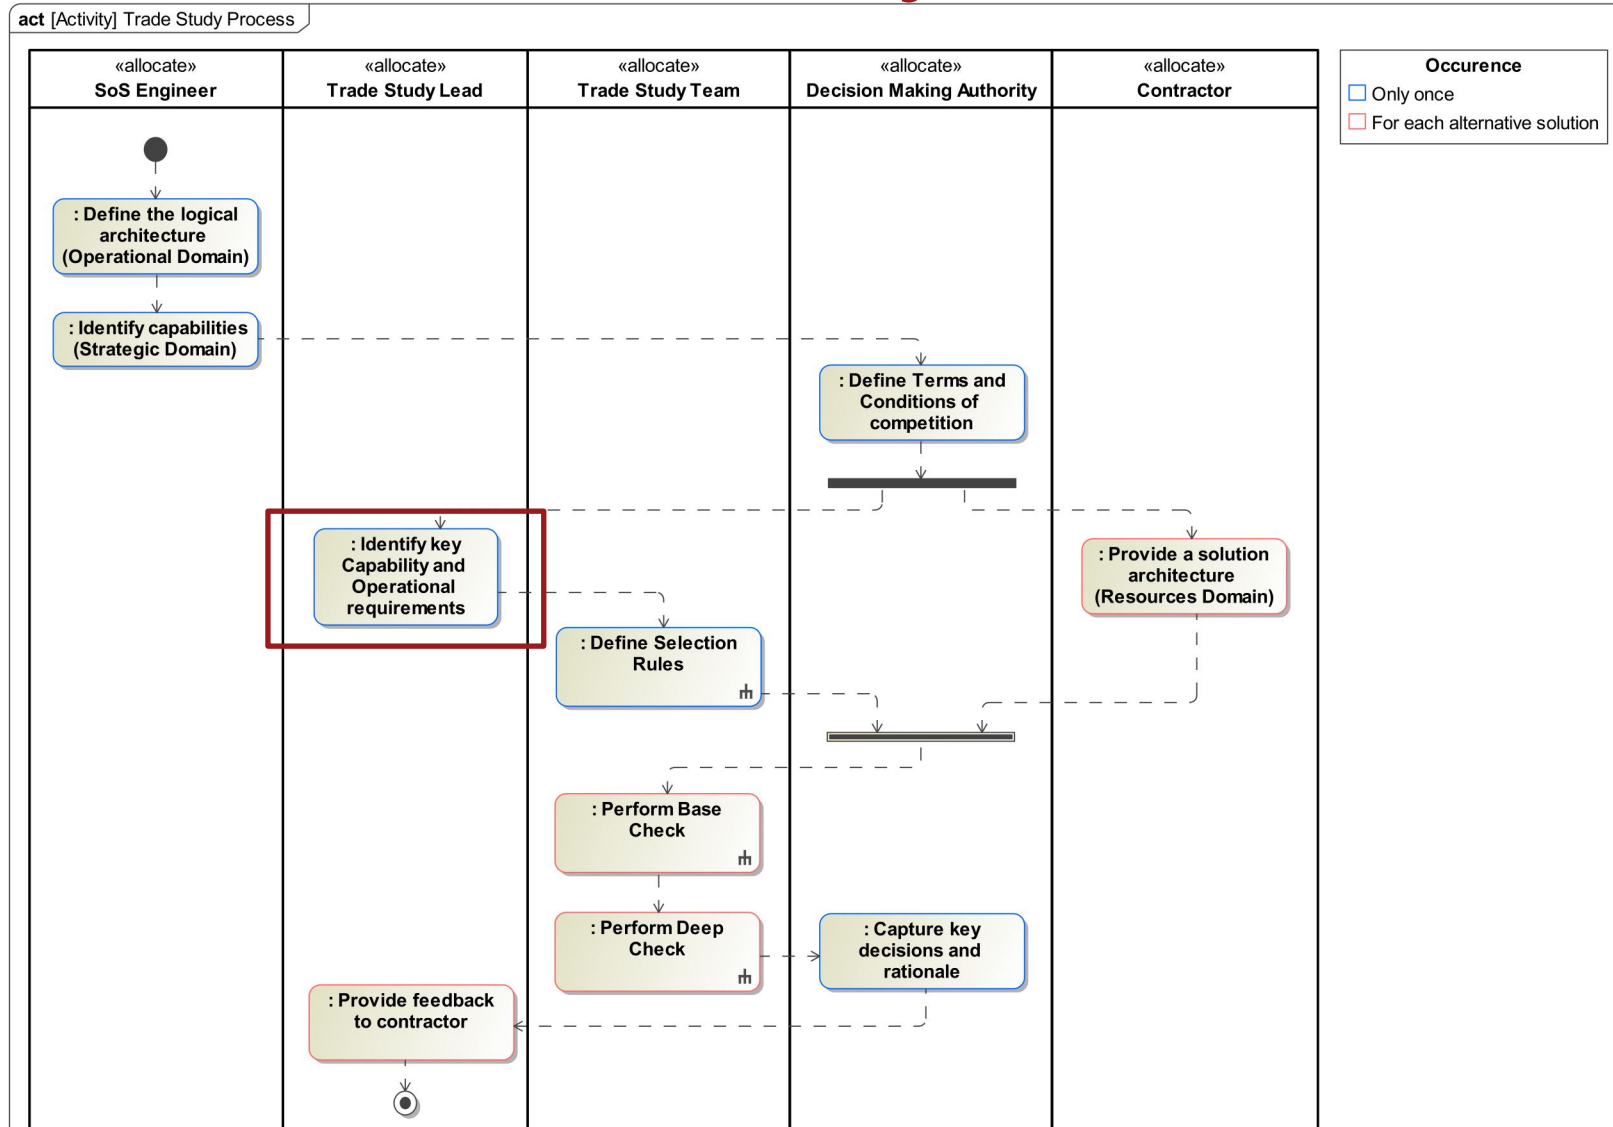 act [Activity] Trade Study Process
«allocate»
SoS Engineer
«allocate»
Trade Study Lead
«allocate»
Trade Study Team
«allocate»
Decision Making Authority
«allocate»
Contractor
Occurence
Only once
For each alternative solution
: Define the logical
architecture
(Operational Domain)
: Identify capabilities
(Strategic Domain)
: Define Terms and
Conditions of
competition
: Identify key
Capability and
Operational
requirements
: Provide a solution
architecture
(Resources Domain)
: Define Selection
Rules
: Perform Base
Check
: Perform Deep
Check
: Capture key
decisions and
rationale
: Provide feedback
to contractor